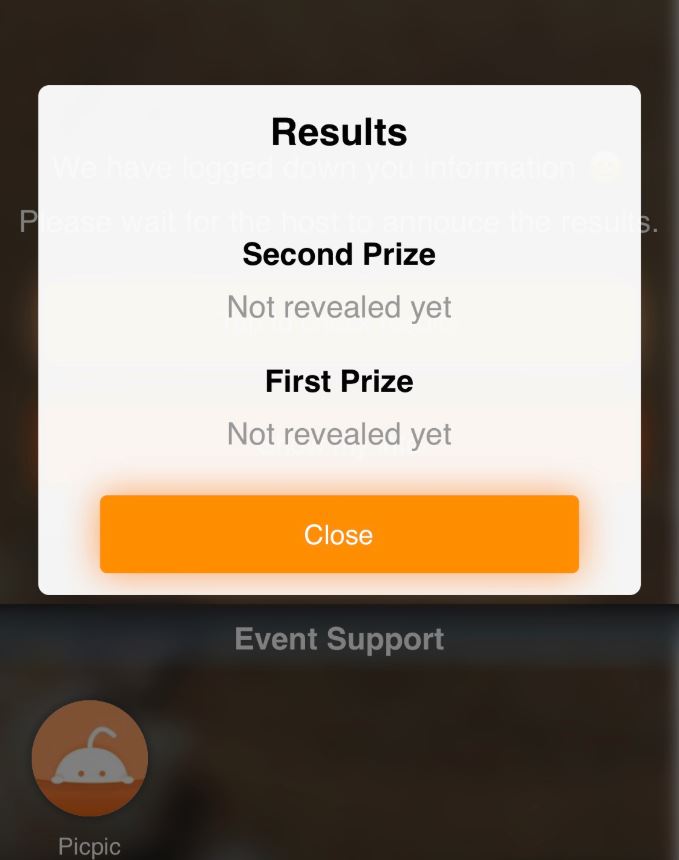 Results
We have logged down you information
Please wait for the host to annouce the results.
Second Prize
Not revealed yet
First Prize
Not revealed yet
Close
Event Support
Picpic